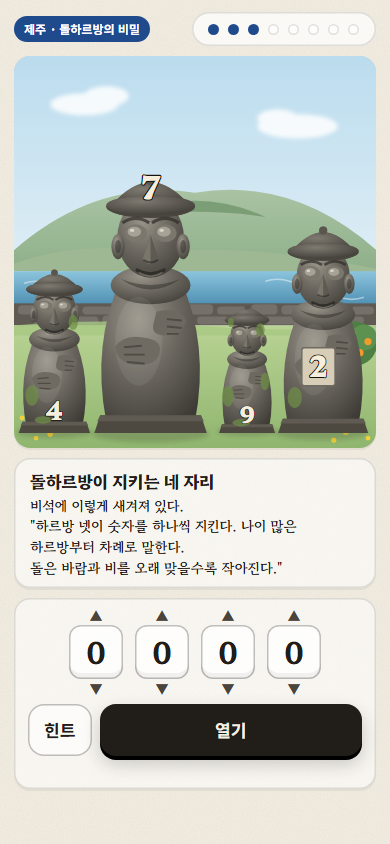 제주 · 돌하르방의 비밀
7
2
4
9
돌하르방이 지키는 네 자리
비석에 이렇게 새겨져 있다.
"하르방 넷이 숫자를 하나씩 지킨다. 나이 많은
하르방부터 차례로 말한다.
돌은 바람과 비를 오래 맞을수록 작아진다."
▲ ▲ ▲ ▲
0 0 0 0
▼ ▼ ▼ ▼
힌트 열기